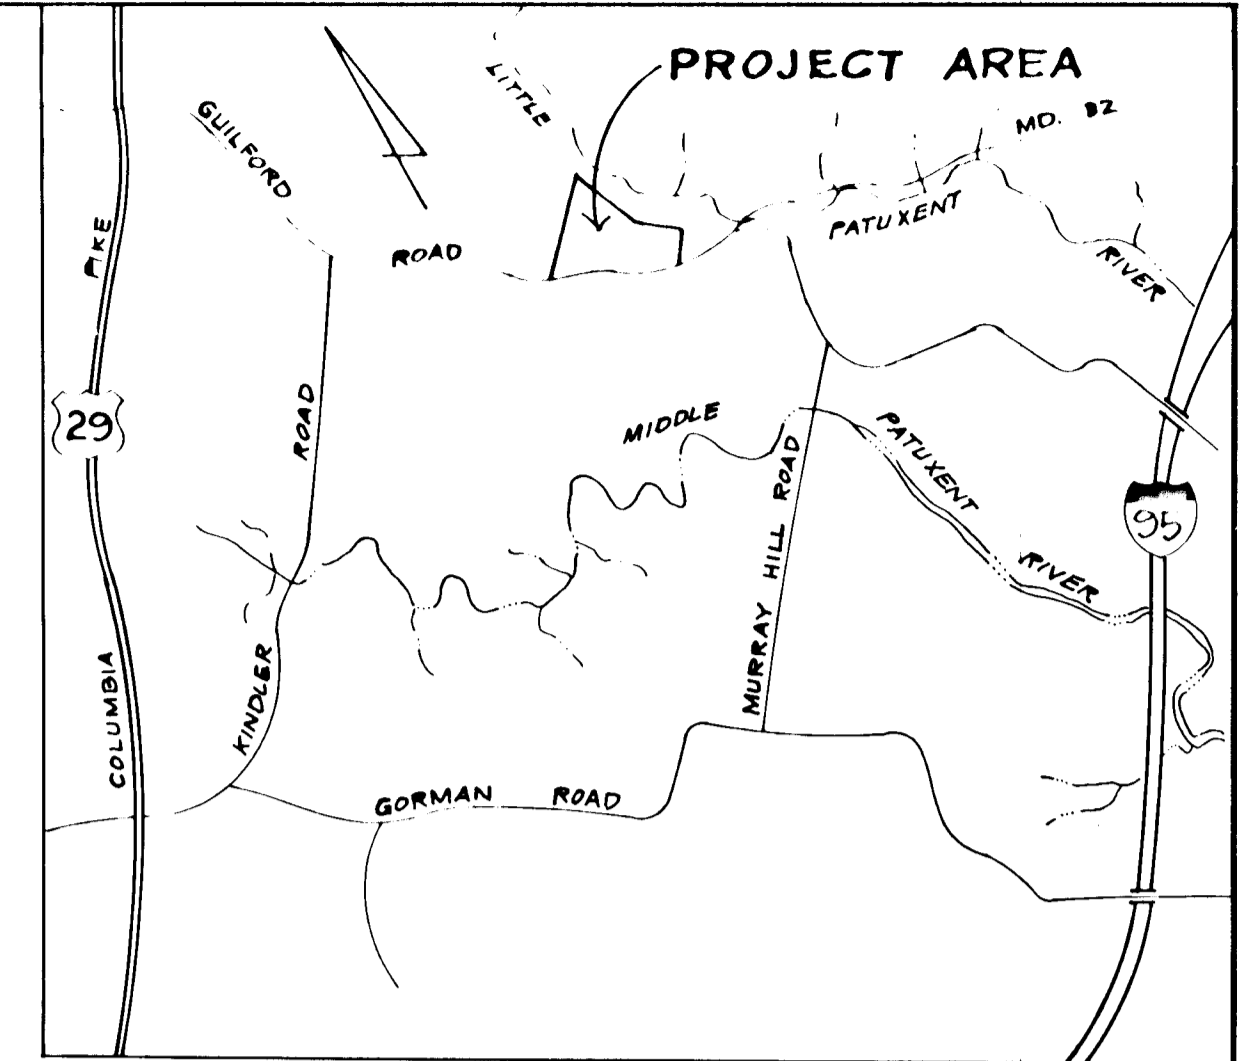 PROJECT AREA
LITTLE
MD. 32
GUILFORD
ROAD
PATUXENT
RIVER
PIKE
29
ROAD
MIDDLE
PATUXENT
RIVER
95
MURRAY HILL ROAD
KINDLER
COLUMBIA
GORMAN ROAD